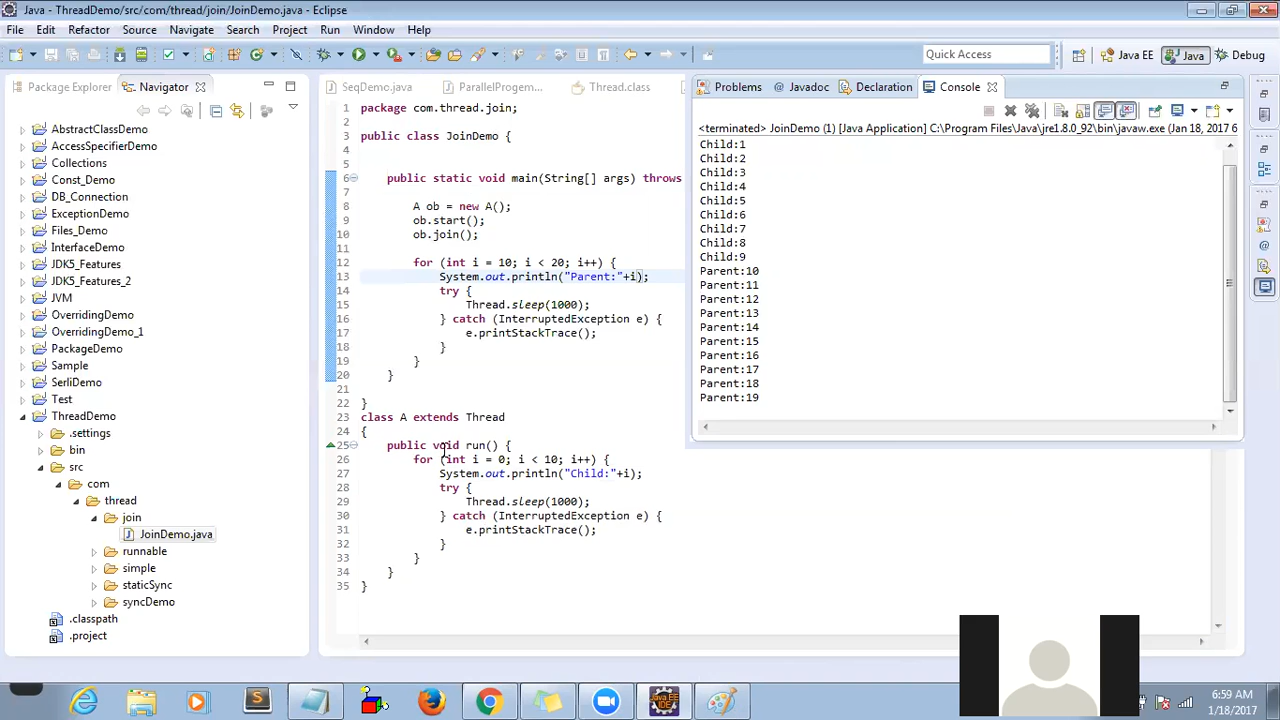 Java - ThreadDemo/src/com/thread/join/JoinDemo.java - Eclipse
File Edit Refactor Source Navigate Search Project Run Window Help
Quick Access
Java EE
Java
Debug
Package Explorer
Navigator
AbstractClassDemo
AccessSpecifierDemo
Collections
Const_Demo
DB_Connection
ExceptionDemo
Files_Demo
InterfaceDemo
JDK5_Features
JDK5_Features_2
JVM
OverridingDemo
OverridingDemo_1
PackageDemo
Sample
SerliDemo
Test
ThreadDemo
.settings
bin
src
com
thread
join
JoinDemo.java
runnable
simple
staticSync
syncDemo
.classpath
.project
SeqDemo.java
ParallelProgem...
Thread.class
1 package com.thread.join;
2
3 public class JoinDemo {
4
5
6 public static void main(String[] args) throws
7
8 A ob = new A();
9 ob.start();
10 ob.join();
11
12 for (int i = 10; i < 20; i++) {
13 System.out.println("Parent:"+i);
14 try {
15 Thread.sleep(1000);
16 } catch (InterruptedException e) {
17 e.printStackTrace();
18 }
19 }
20 }
21
22 }
23 class A extends Thread
24 {
25 public void run() {
26 for (int i = 0; i < 10; i++) {
27 System.out.println("Child:"+i);
28 try {
29 Thread.sleep(1000);
30 } catch (InterruptedException e) {
31 e.printStackTrace();
32 }
33 }
34 }
35 }
Problems
Javadoc
Declaration
Console
<terminated> JoinDemo (1) [Java Application] C:\Program Files\Java\jre1.8.0_92\bin\javaw.exe (Jan 18, 2017 6
Child:1
Child:2
Child:3
Child:4
Child:5
Child:6
Child:7
Child:8
Child:9
Parent:10
Parent:11
Parent:12
Parent:13
Parent:14
Parent:15
Parent:16
Parent:17
Parent:18
Parent:19
Java EE
IDE
6:59 AM
1/18/2017